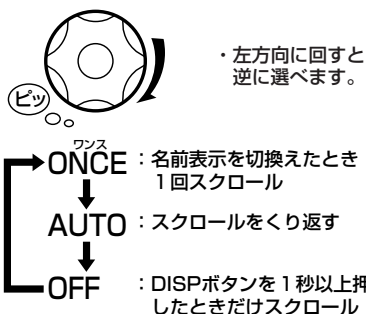 ・左方向に回すと
逆に選べます。
ピッ
ワンス
ONCE：名前表示を切換えたとき
１回スクロール
AUTO：スクロールをくり返す
OFF：DISPボタンを１秒以上押
したときだけスクロール